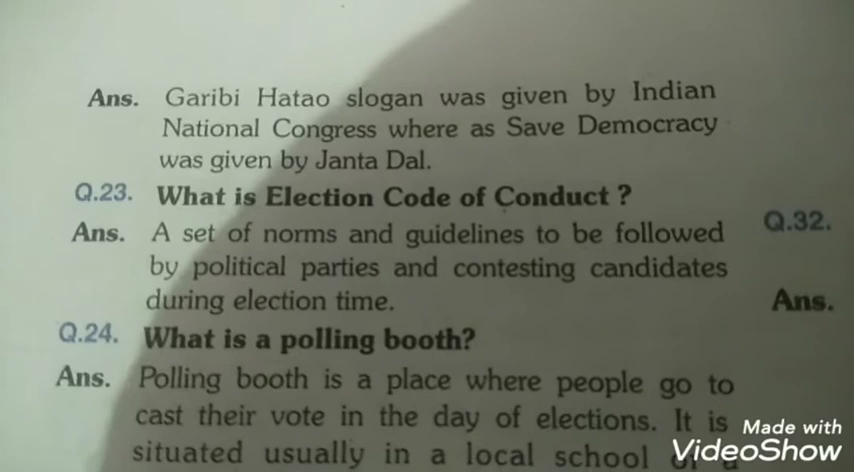 Ans. Garibi Hatao slogan was given by Indian
National Congress where as Save Democracy
was given by Janta Dal.
Q.23. What is Election Code of Conduct ?
Ans. A set of norms and guidelines to be followed
by political parties and contesting candidates
during election time.
Q.24. What is a polling booth?
Ans. Polling booth is a place where people go to
cast their vote in the day of elections. It is
situated usually in a local school
Q.32.
Ans.
Made with
VideoShow